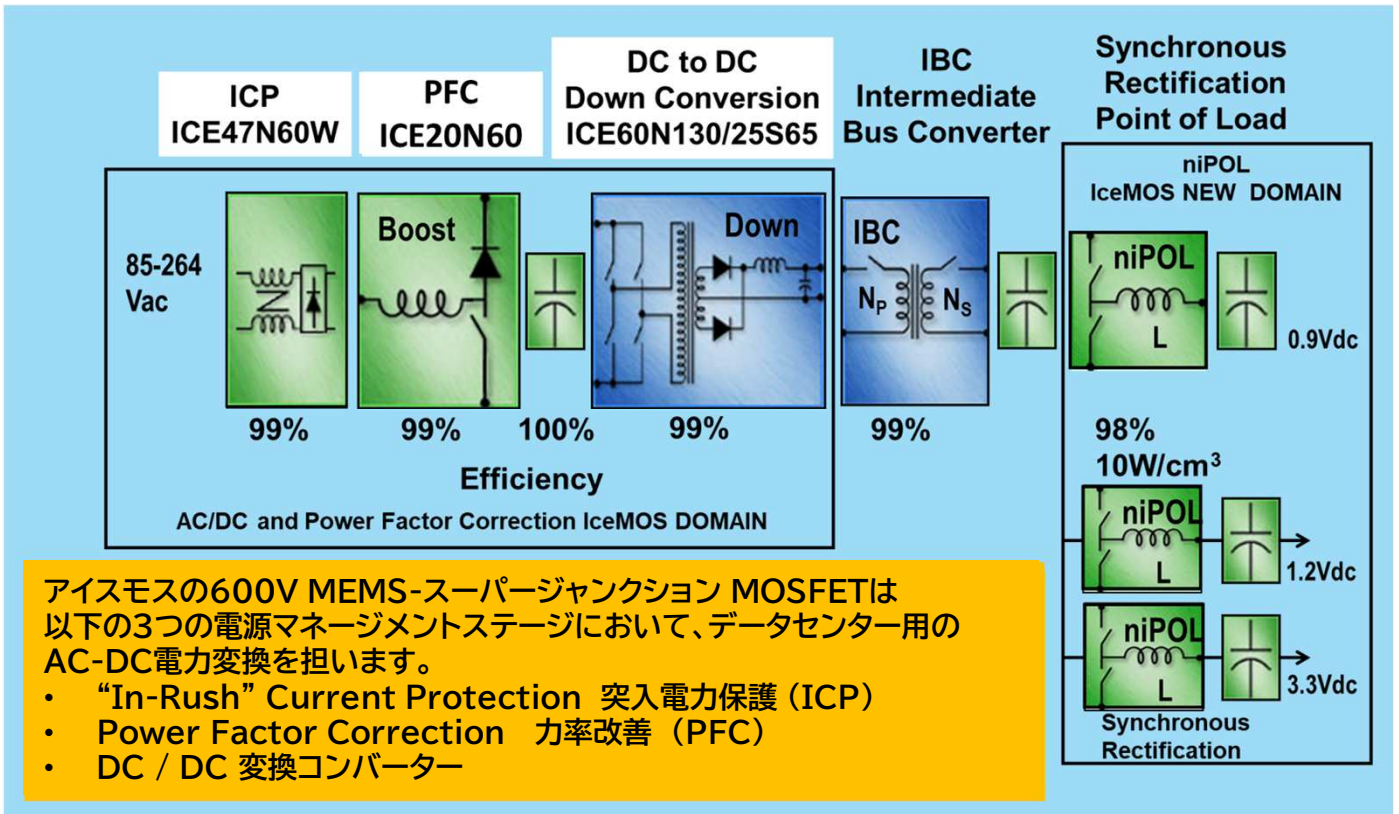 ICP
ICE47N60W
PFC
ICE20N60
DC to DC
Down Conversion
ICE60N130/25S65
IBC
Intermediate
Bus Converter
Synchronous
Rectification
Point of Load
niPOL
IceMOS NEW DOMAIN
85-264
Vac
Boost
Down
IBC
NP
NS
niPOL
L
0.9Vdc
99%
99%
100%
99%
99%
98%
10W/cm³
Efficiency
AC/DC and Power Factor Correction IceMOS DOMAIN
niPOL
L
1.2Vdc
niPOL
L
3.3Vdc
Synchronous
Rectification
アイスモスの600V MEMS-スーパージャンクション MOSFETは
以下の3つの電源マネージメントステージにおいて、データセンター用の
AC-DC電力変換を担います。
• “In-Rush” Current Protection 突入電力保護 (ICP)
• Power Factor Correction 力率改善 (PFC)
• DC / DC 変換コンバーター